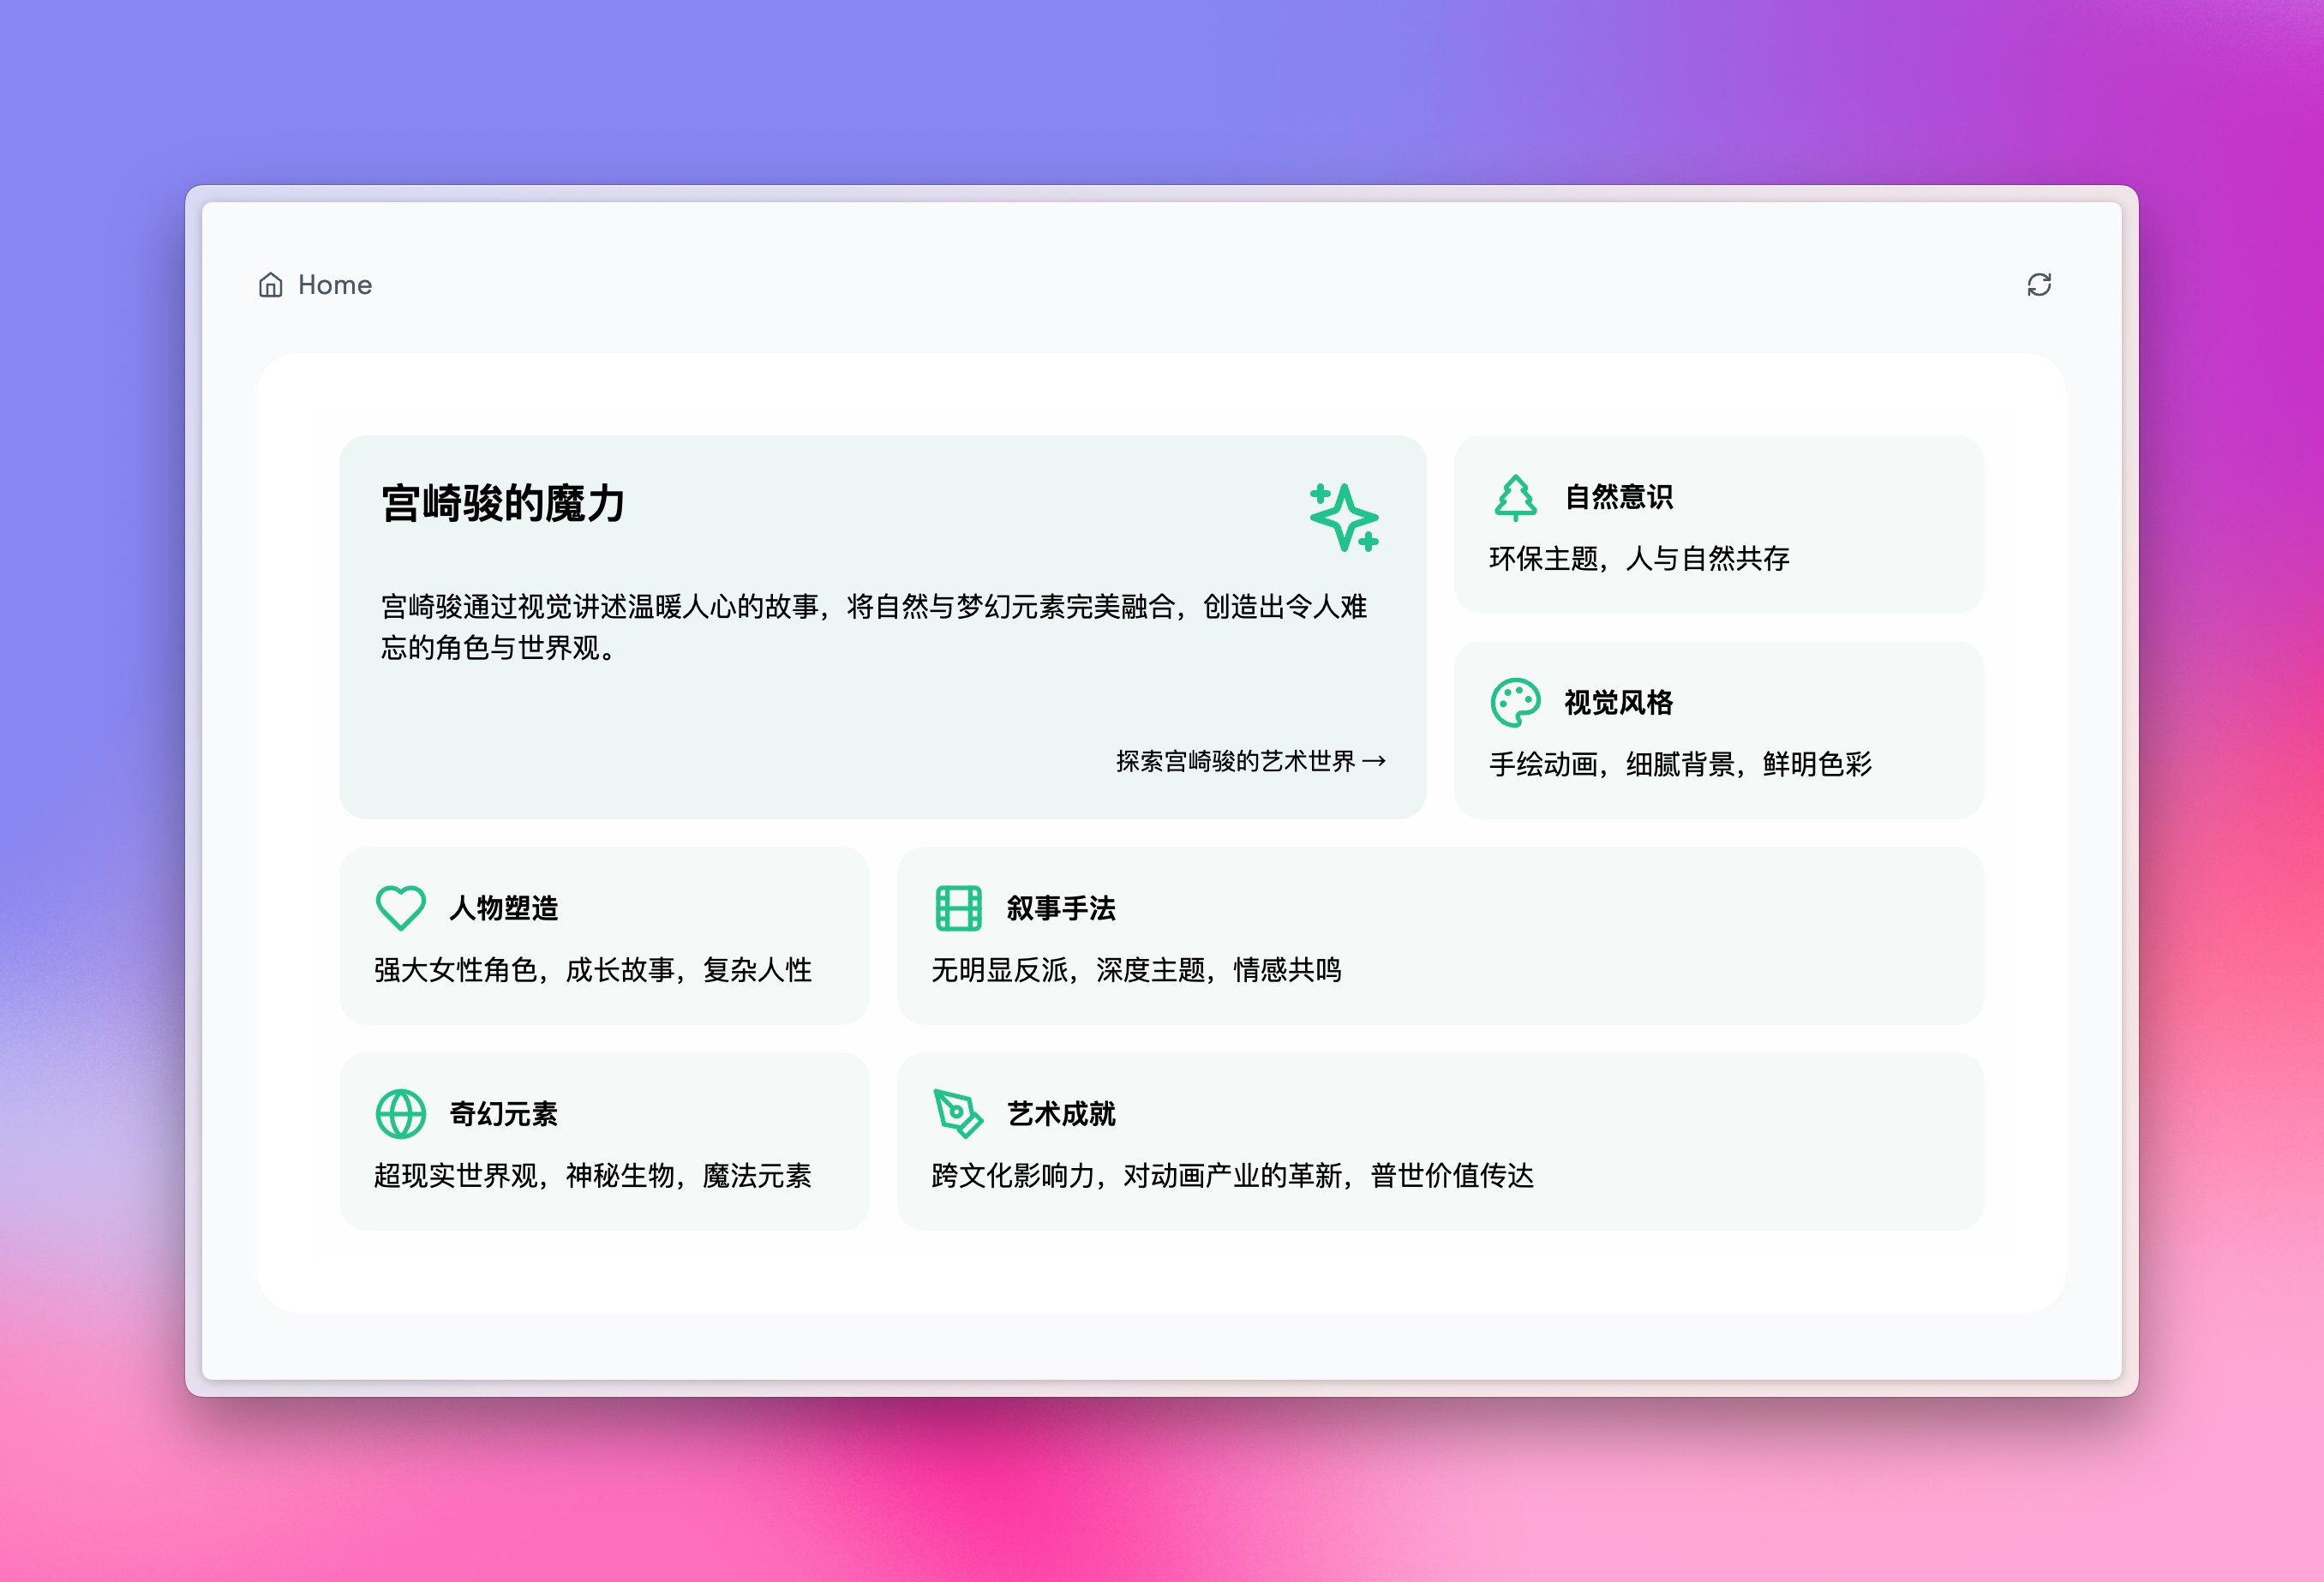 Home
宫崎骏的魔力
宫崎骏通过视觉讲述温暖人心的故事，将自然与梦幻元素完美融合，创造出令人难
忘的角色与世界观。
探索宫崎骏的艺术世界 →
自然意识
环保主题，人与自然共存
视觉风格
手绘动画，细腻背景，鲜明色彩
人物塑造
强大女性角色，成长故事，复杂人性
叙事手法
无明显反派，深度主题，情感共鸣
奇幻元素
超现实世界观，神秘生物，魔法元素
艺术成就
跨文化影响力，对动画产业的革新，普世价值传达